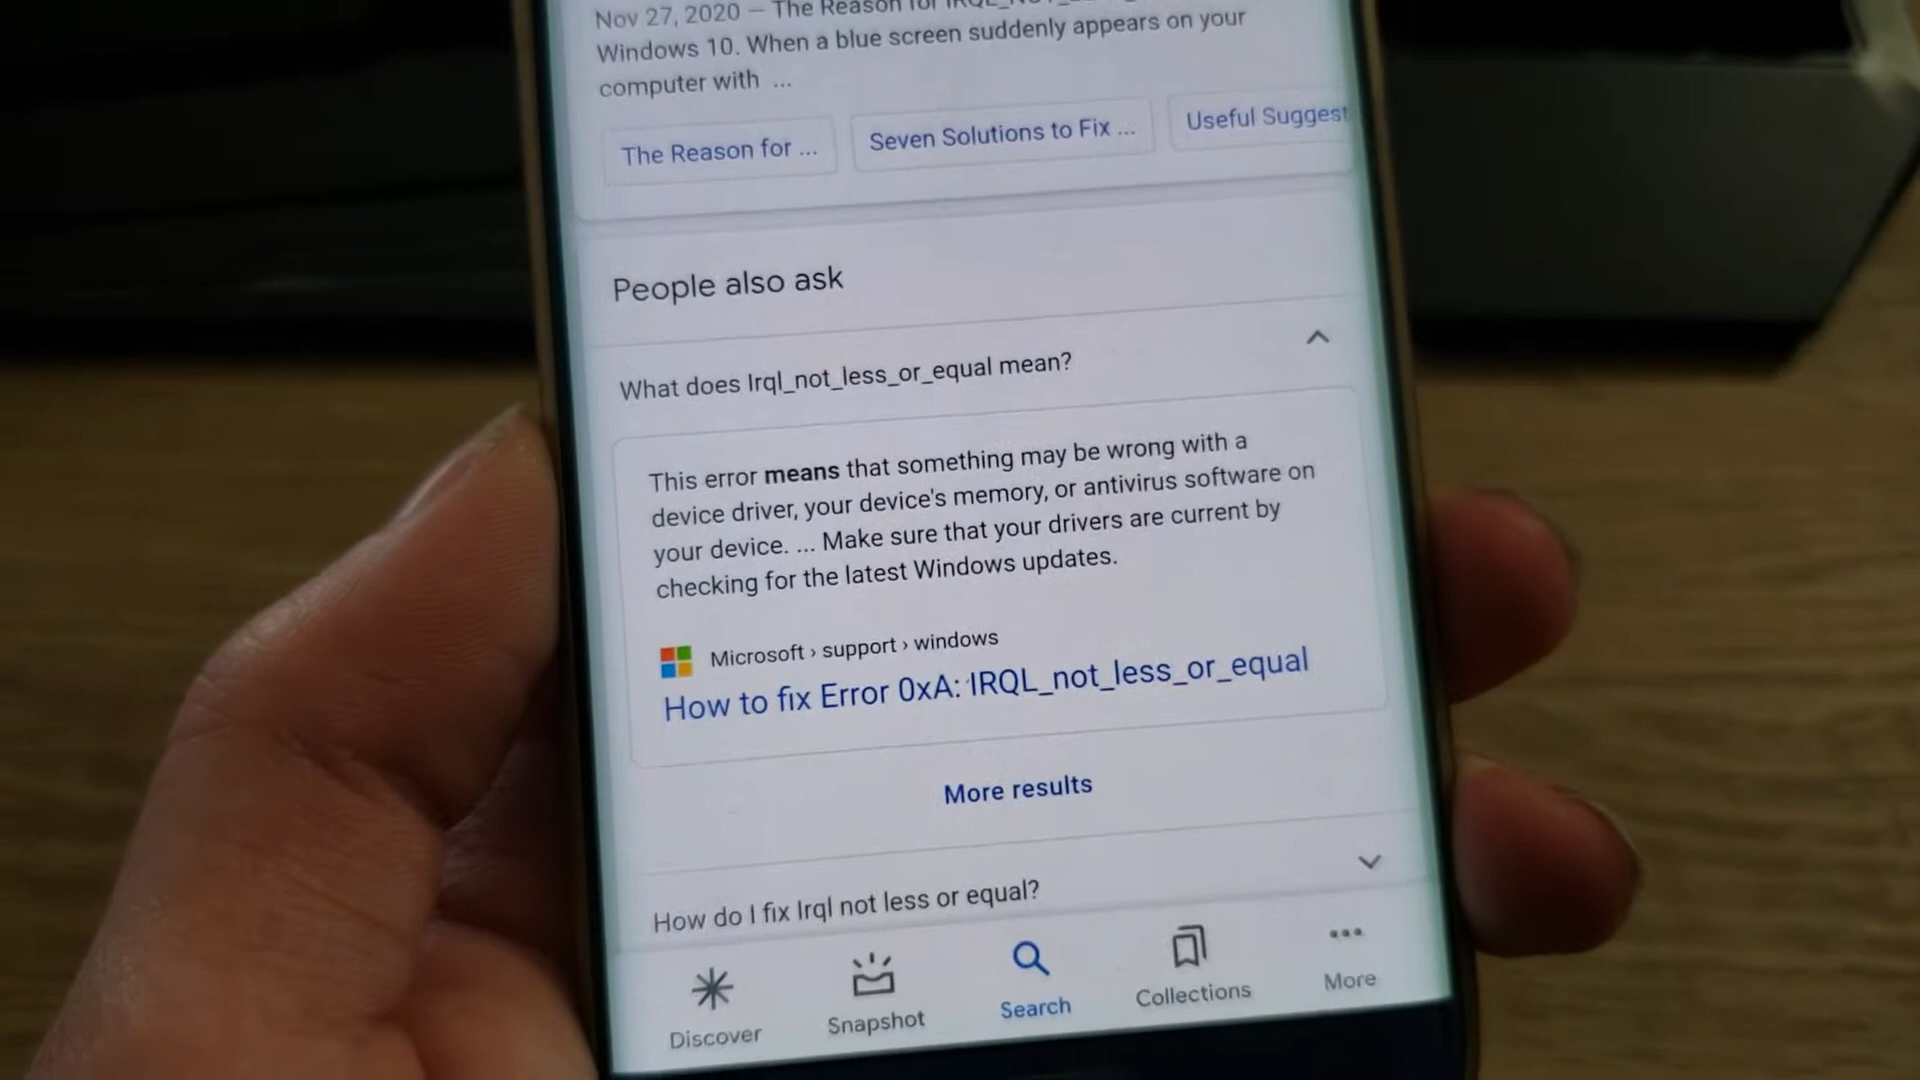 Nov 27, 2020 — The Reason for
Windows 10. When a blue screen suddenly appears on your
computer with ...
The Reason for ...
Seven Solutions to Fix ...
Useful Suggest
People also ask
What does Irql_not_less_or_equal mean?
This error means that something may be wrong with a
device driver, your device's memory, or antivirus software on
your device. ... Make sure that your drivers are current by
checking for the latest Windows updates.
Microsoft › support › windows
How to fix Error 0xA: IRQL_not_less_or_equal
More results
How do I fix Irql not less or equal?
Discover
Snapshot
Search
Collections
More